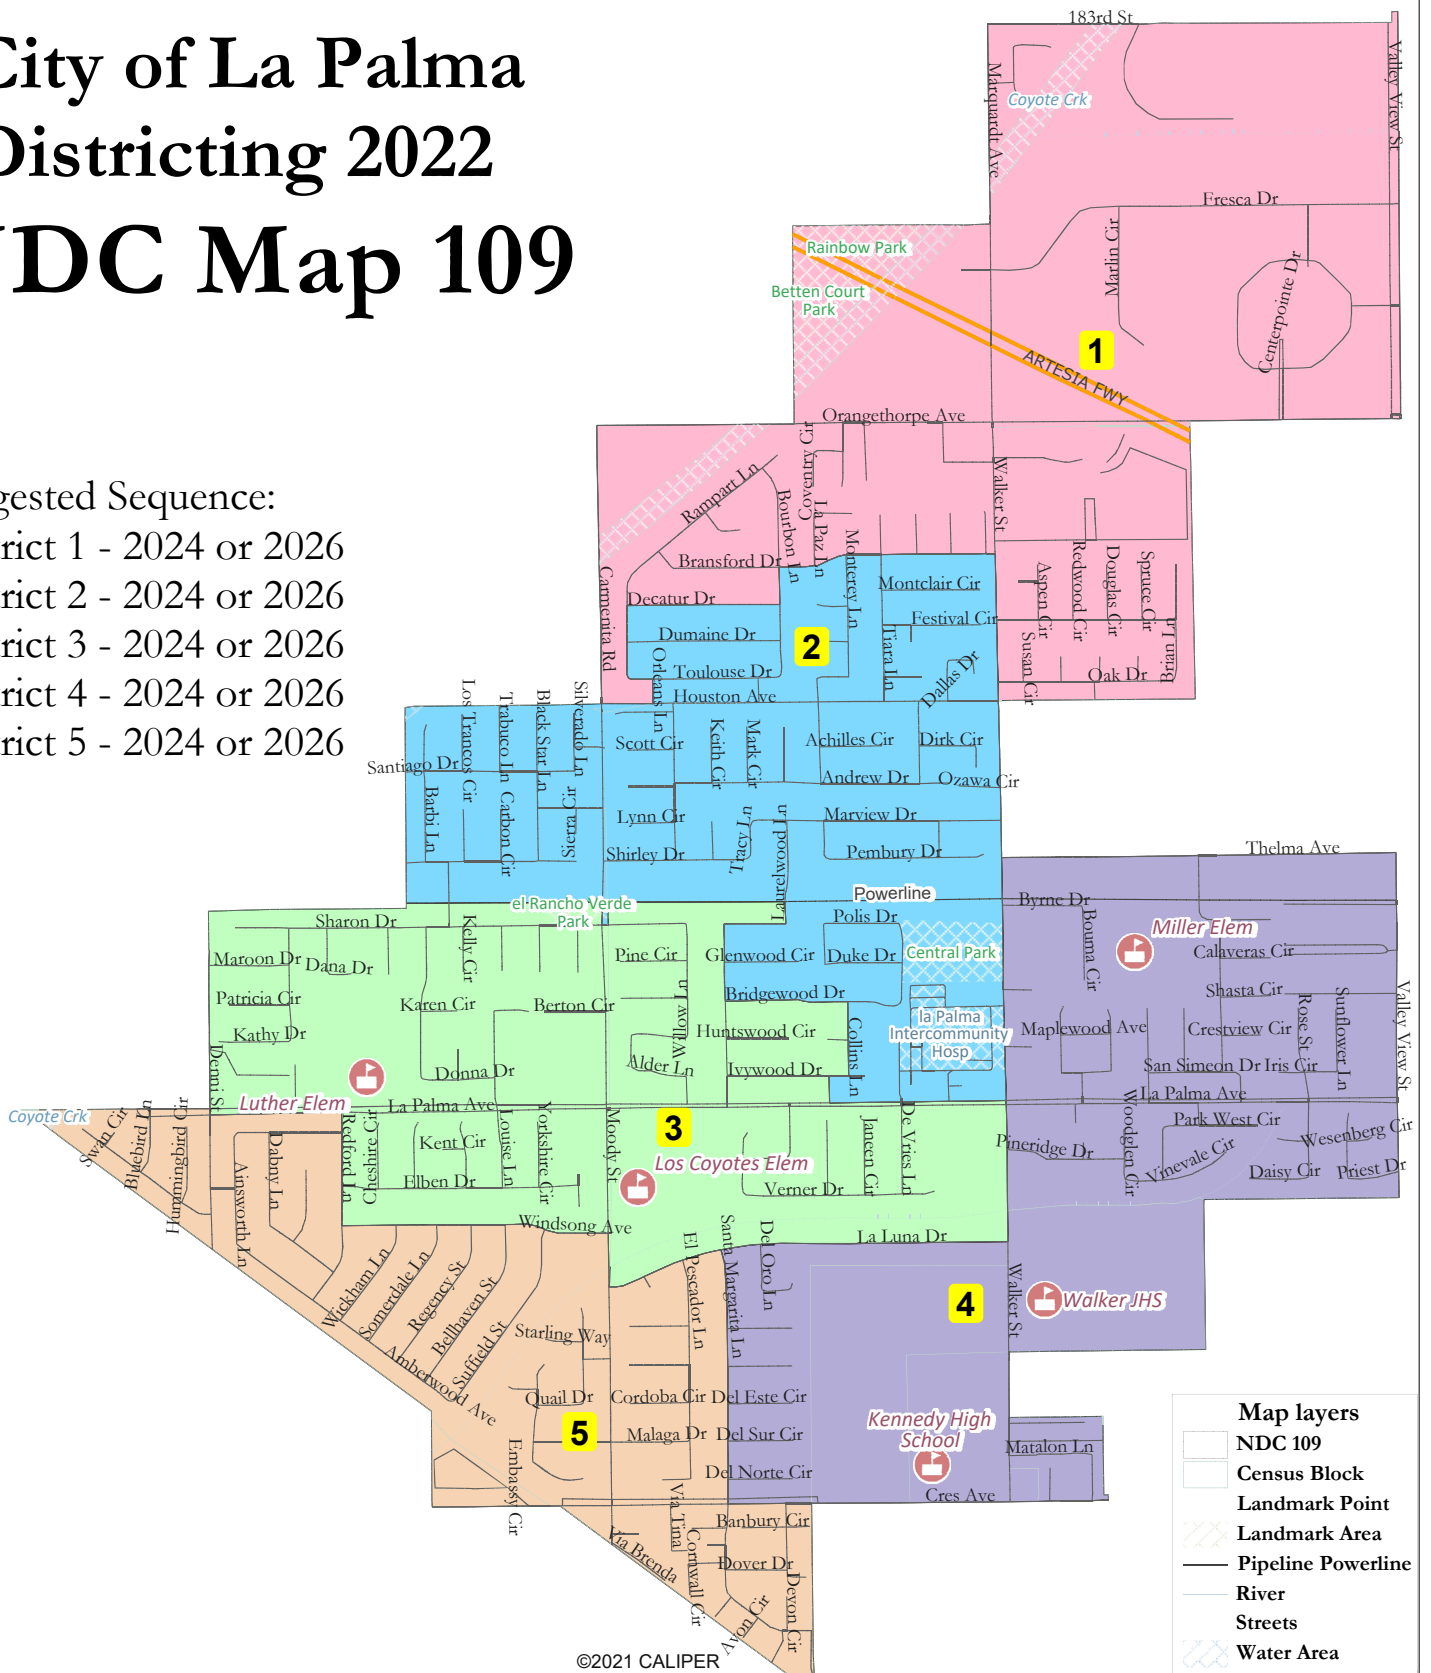 City of La Palma
Districting 2022
NDC Map 109
gested Sequence:
rict 1 - 2024 or 2026
rict 2 - 2024 or 2026
rict 3 - 2024 or 2026
rict 4 - 2024 or 2026
rict 5 - 2024 or 2026
183rd St
Marquardt Ave
Coyote Crk
Valley View St
Fresca Dr
Marlin Cir
Centerpointe Dr
Rainbow Park
Betten Court
Park
1
ARTESIA FWY
Orangethorpe Ave
Rampart Ln
Coventry Cir
Bourbon Ln
La Paz Ln
Monterey Ln
Walker St
Bransford Dr
Carmenita Rd
Decatur Dr
Montclair Cir
Festival Cir
Aspen Cir
Redwood Cir
Douglas Cir
Spruce Cir
Brian Ln
Susan Cir
Oak Dr
Dumaine Dr
2
Orleans Ln
Toulouse Dr
Tiara Ln
Dallas Dr
Houston Ave
Los Trancos Cir
Trabuco Ln
Black Star Ln
Silverado Ln
Scott Cir
Keith Cir
Mark Cir
Achilles Cir
Dirk Cir
Santiago Dr
Andrew Dr
Ozawa Cir
Barbi Ln
Carbon Cir
Sierra Cir
Lynn Cir
Tracy Ln
Laurelwood Ln
Marview Dr
Shirley Dr
Pembury Dr
Thelma Ave
Powerline
el Rancho Verde
Park
Byrne Dr
Sharon Dr
Kelly Cir
Polis Dr
Bouma Cir
Miller Elem
Maroon Dr
Dana Dr
Pine Cir
Glenwood Cir
Duke Dr
Central Park
Calaveras Cir
Patricia Cir
Karen Cir
Berton Cir
Willow Ln
Bridgewood Dr
Shasta Cir
Rose St
Sunflower Ln
Valley View St
Kathy Dr
Huntswood Cir
Collins Ln
la Palma
Intercommunity
Hosp
Maplewood Ave
Crestview Cir
Denni St
Donna Dr
Alder Ln
Ivywood Dr
San Simeon Dr
Iris Cir
Luther Elem
La Palma Ave
La Palma Ave
Coyote Crk
Swan Cir
Bluebird Ln
Hummingbird Cir
Ainsworth Ln
Dabny Ln
Redford Ln
Cheshire Cir
Kent Cir
Louise Ln
Yorkshire Cir
Moody St
3
Los Coyotes Elem
Janeen Cir
De Vries Ln
Pineridge Dr
Woodglen Cir
Park West Cir
Vinevale Cir
Wesenberg Cir
Daisy Cir
Priest Dr
Elben Dr
Verner Dr
Windsong Ave
La Luna Dr
Wickham Ln
Somerdale Ln
Regency St
Bellhaven St
Suffield St
El Pescador Ln
Santa Margarita Ln
Del Oro Ln
4
Walker St
Walker JHS
Starling Way
Amberwood Ave
Quail Dr
Cordoba Cir
Del Este Cir
Kennedy High
School
5
Malaga Dr
Del Sur Cir
Matalon Ln
Embassy Cir
Del Norte Cir
Cres Ave
Via Tina
Banbury Cir
Via Brenda
Cornwall Cir
Dover Dr
Devon Cir
Avon Cir
©2021 CALIPER
Map layers
NDC 109
Census Block
Landmark Point
Landmark Area
Pipeline Powerline
River
Streets
Water Area